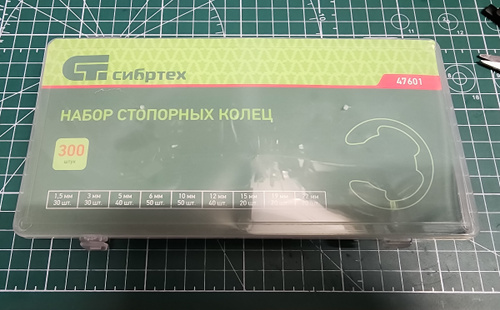 сибртех
47601
НАБОР СТОПОРНЫХ КОЛЕЦ
300
штук
1,5 мм 3 мм 5 мм 6 мм 10 мм 12 мм 15 мм
30 шт. 30 шт. 40 шт. 50 шт. 50 шт. 40 шт. 20 шт.